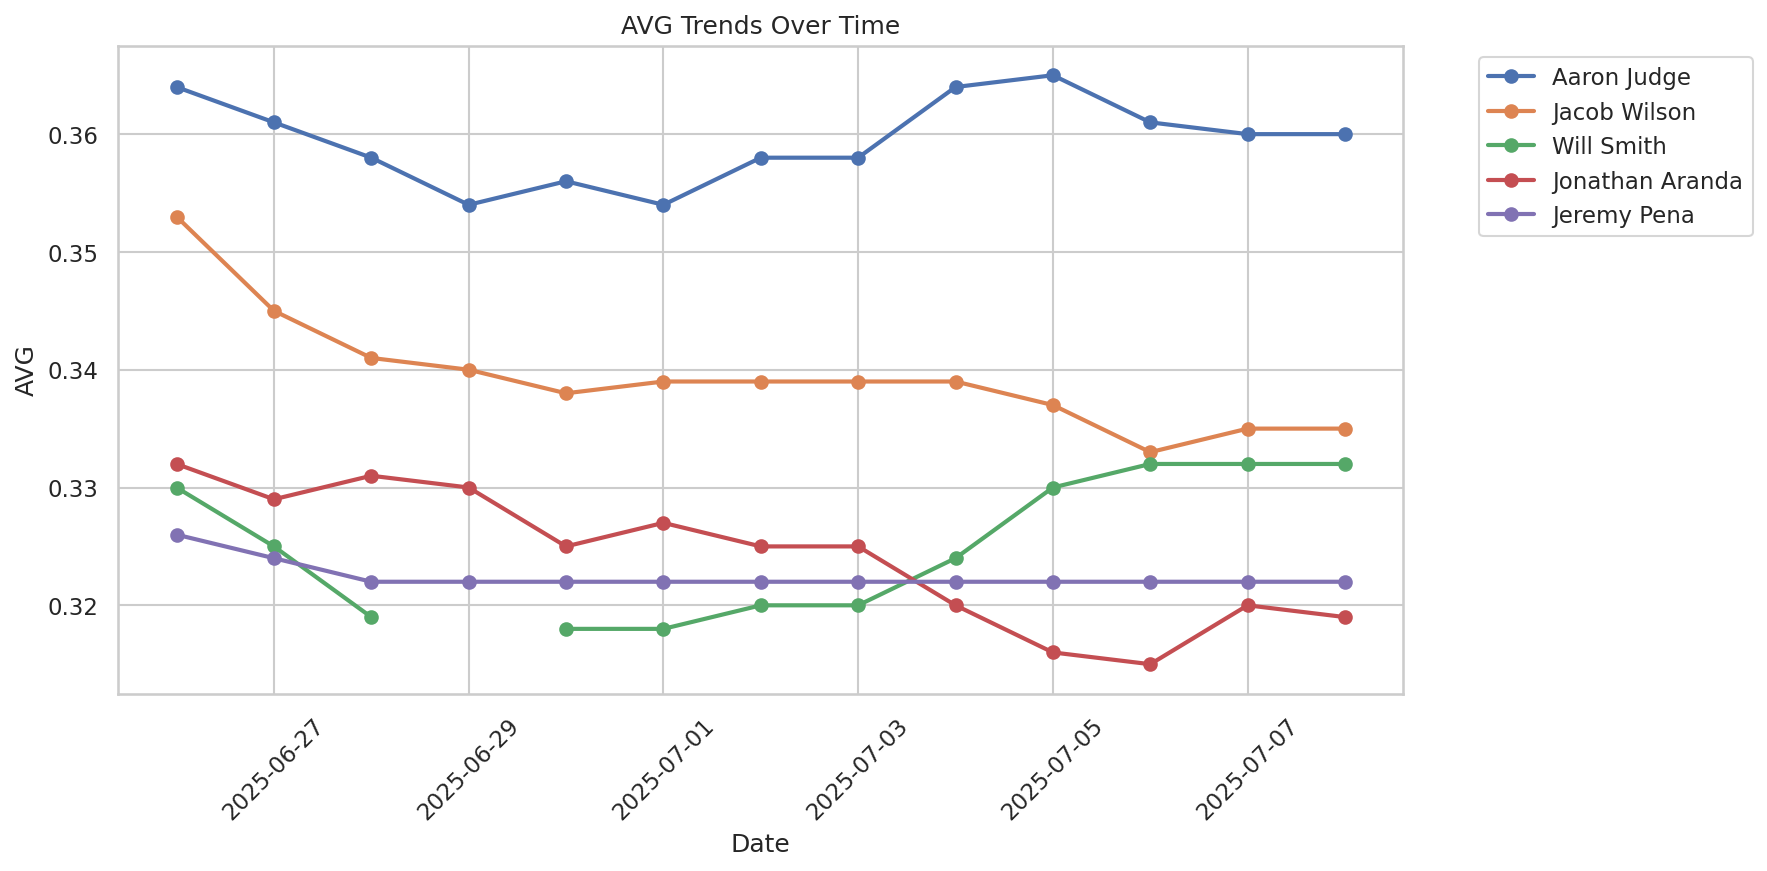 AVG Trends Over Time
Aaron Judge
Jacob Wilson
Will Smith
Jonathan Aranda
Jeremy Pena
AVG
0.36
0.35
0.34
0.33
0.32
2025-06-27
2025-06-29
2025-07-01
2025-07-03
2025-07-05
2025-07-07
Date